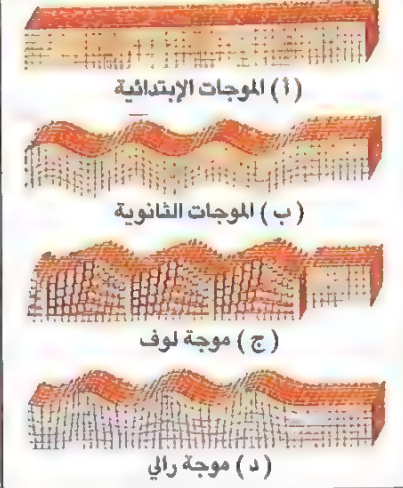 (أ) الموجات الإبتدائية
(ب) الموجات الثانوية
(ج) موجة لوف
(د) موجة رالي